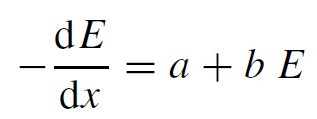 −dE/dx = a + b E